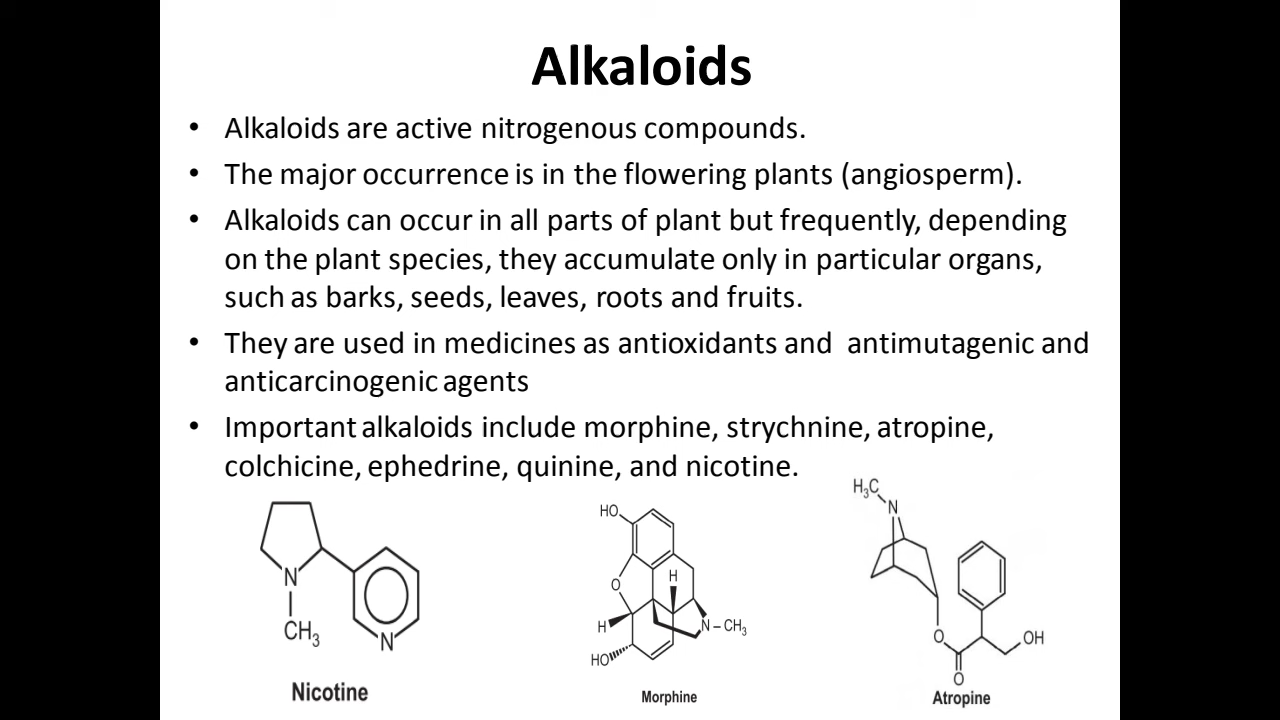 Alkaloids
• Alkaloids are active nitrogenous compounds.
• The major occurrence is in the flowering plants (angiosperm).
• Alkaloids can occur in all parts of plant but frequently, depending
on the plant species, they accumulate only in particular organs,
such as barks, seeds, leaves, roots and fruits.
• They are used in medicines as antioxidants and  antimutagenic and
anticarcinogenic agents
• Important alkaloids include morphine, strychnine, atropine,
colchicine, ephedrine, quinine, and nicotine.
N
CH₃
N
Nicotine
HO
O
H
H
N – CH₃
HO
Morphine
H₃C
N
O
OH
O
Atropine